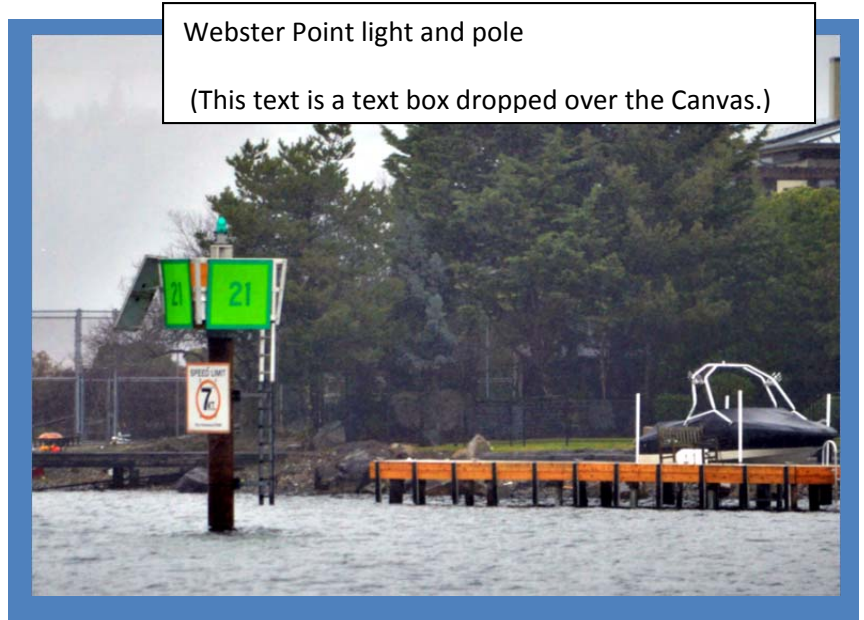 Webster Point light and pole
(This text is a text box dropped over the Canvas.)
21
21
SPEED LIMIT
7
KT.